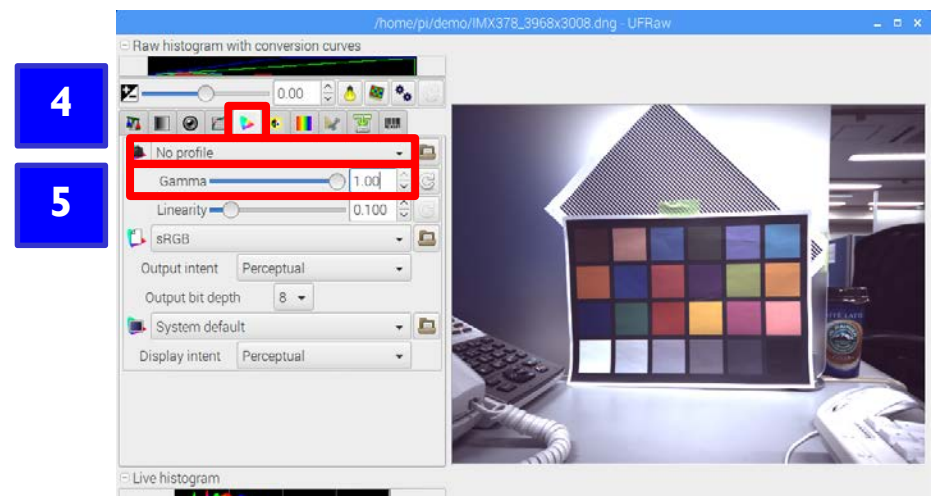 /home/pi/demo/IMX378_3968x3008.dng - UFRaw
Raw histogram with conversion curves
4
0.00
No profile
5
Gamma 1.00
Linearity 0.100
sRGB
Output intent Perceptual
Output bit depth 8
System default
Display intent Perceptual
Live histogram